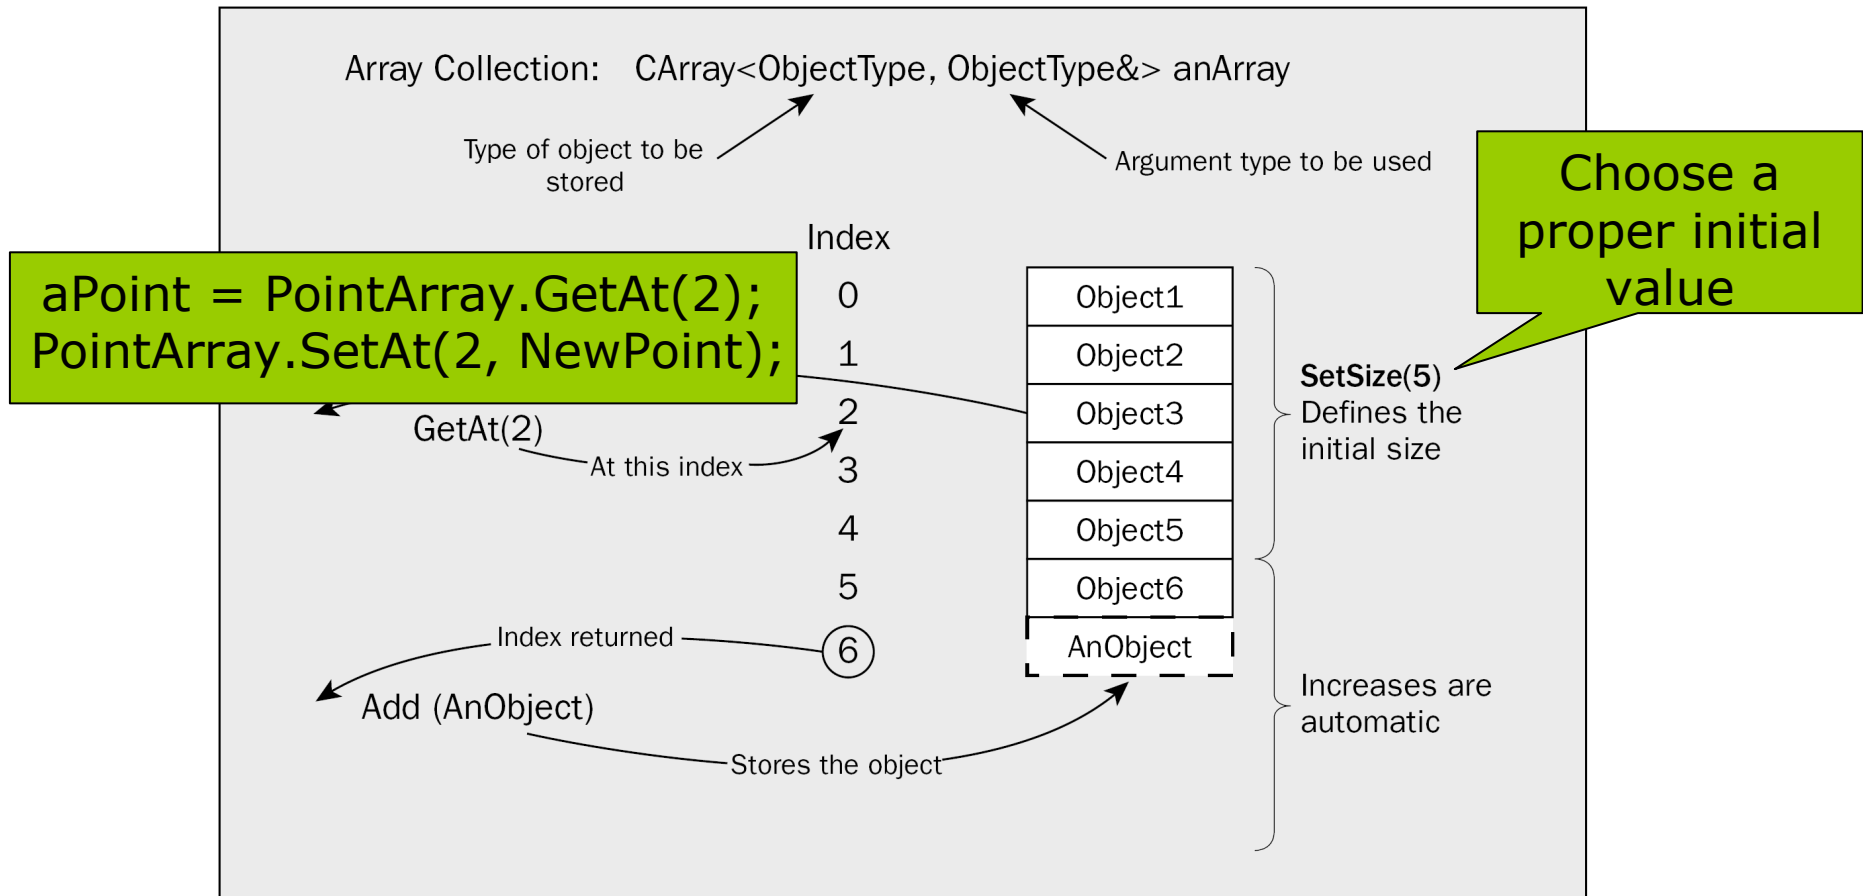 Array Collection: CArray<ObjectType, ObjectType&> anArray
Type of object to be
stored
Argument type to be used
Choose a
proper initial
value
Index
aPoint = PointArray.GetAt(2);
PointArray.SetAt(2, NewPoint);
0
Object1
1
Object2
2
Object3
3
Object4
4
Object5
5
Object6
6
AnObject
SetSize(5)
Defines the
initial size
GetAt(2)
At this index
Index returned
Add (AnObject)
Stores the object
Increases are
automatic